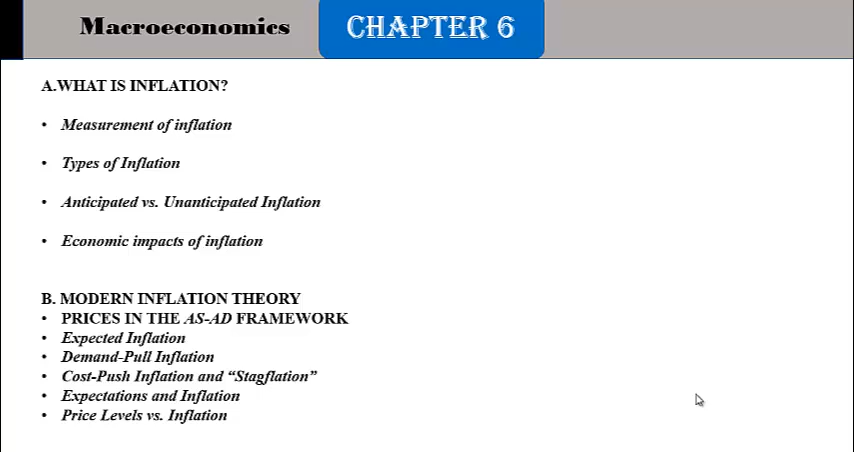 Macroeconomics
CHAPTER 6
A.WHAT IS INFLATION?
• Measurement of inflation
• Types of Inflation
• Anticipated vs. Unanticipated Inflation
• Economic impacts of inflation
B. MODERN INFLATION THEORY
• PRICES IN THE AS-AD FRAMEWORK
• Expected Inflation
• Demand-Pull Inflation
• Cost-Push Inflation and “Stagflation”
• Expectations and Inflation
• Price Levels vs. Inflation